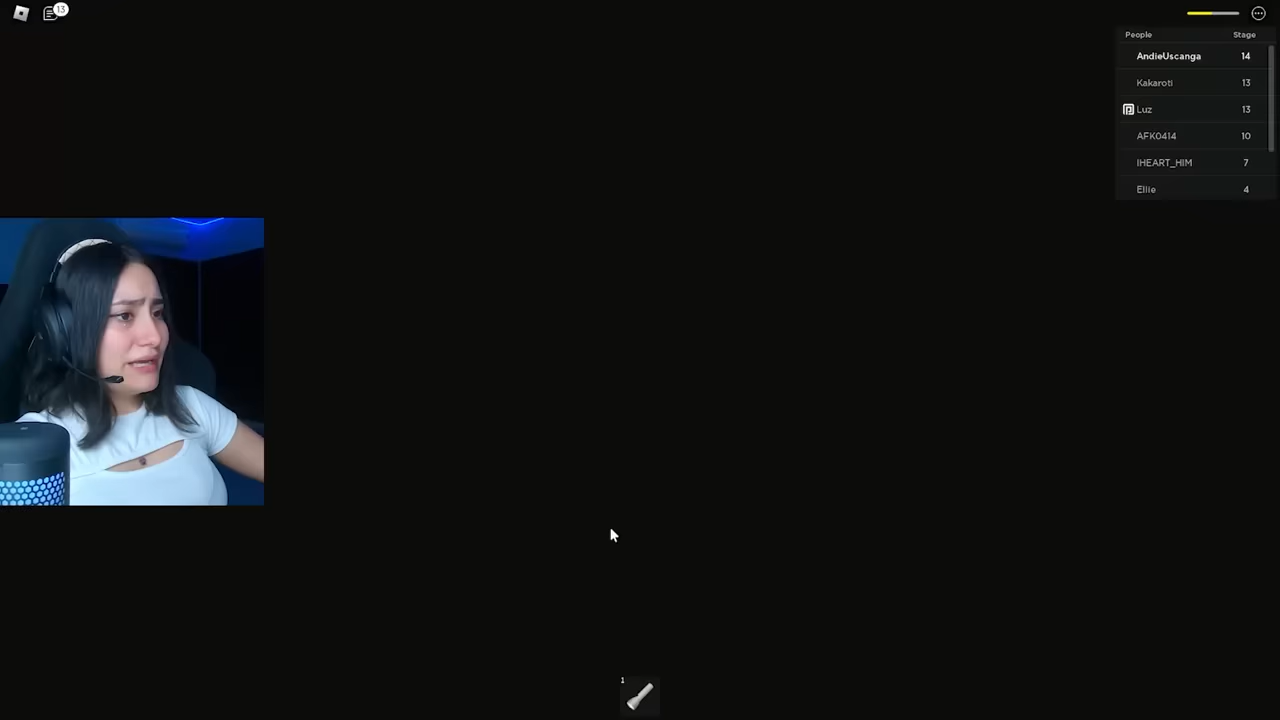 13
People Stage
AndieUscanga 14
Kakaroti 13
Luz 13
AFK0414 10
IHEART_HIM 7
Ellie 4
1